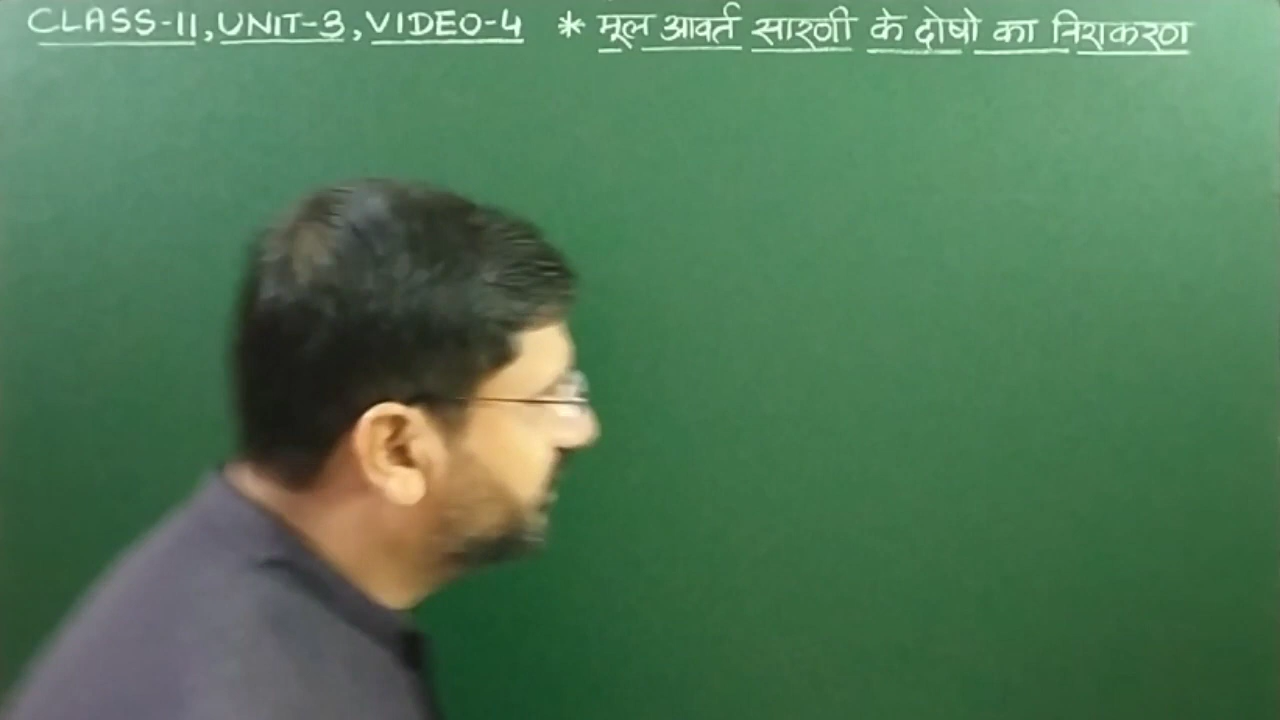 CLASS-11, UNIT-3, VIDEO-4 * मूल आवर्त सारणी के दोषो का निराकरण